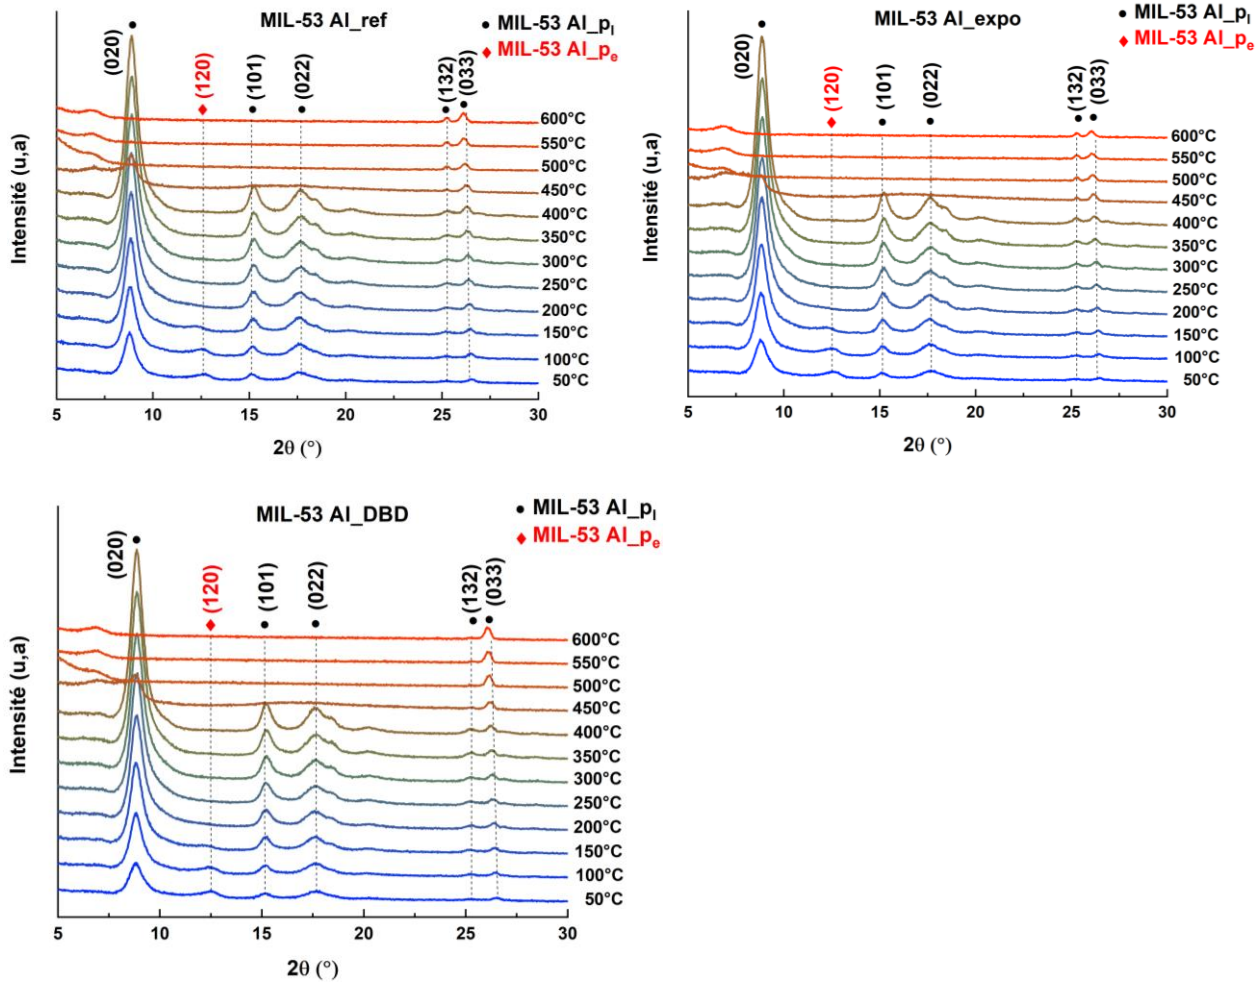 MIL-53 Al_ref
● MIL-53 Al_pl
♦ MIL-53 Al_pe
(020)
(120)
(101)
(022)
(132)
(033)
600°C
550°C
500°C
450°C
400°C
350°C
300°C
250°C
200°C
150°C
100°C
50°C
Intensité (u,a)
5 10 15 20 25 30
2θ (°)
MIL-53 Al_expo
● MIL-53 Al_pl
♦ MIL-53 Al_pe
(020)
(120)
(101)
(022)
(132)
(033)
600°C
550°C
500°C
450°C
400°C
350°C
300°C
250°C
200°C
150°C
100°C
50°C
Intensité (u,a)
5 10 15 20 25 30
2θ (°)
MIL-53 Al_DBD
● MIL-53 Al_pl
♦ MIL-53 Al_pe
(020)
(120)
(101)
(022)
(132)
(033)
600°C
550°C
500°C
450°C
400°C
350°C
300°C
250°C
200°C
150°C
100°C
50°C
Intensité (u,a)
5 10 15 20 25 30
2θ (°)